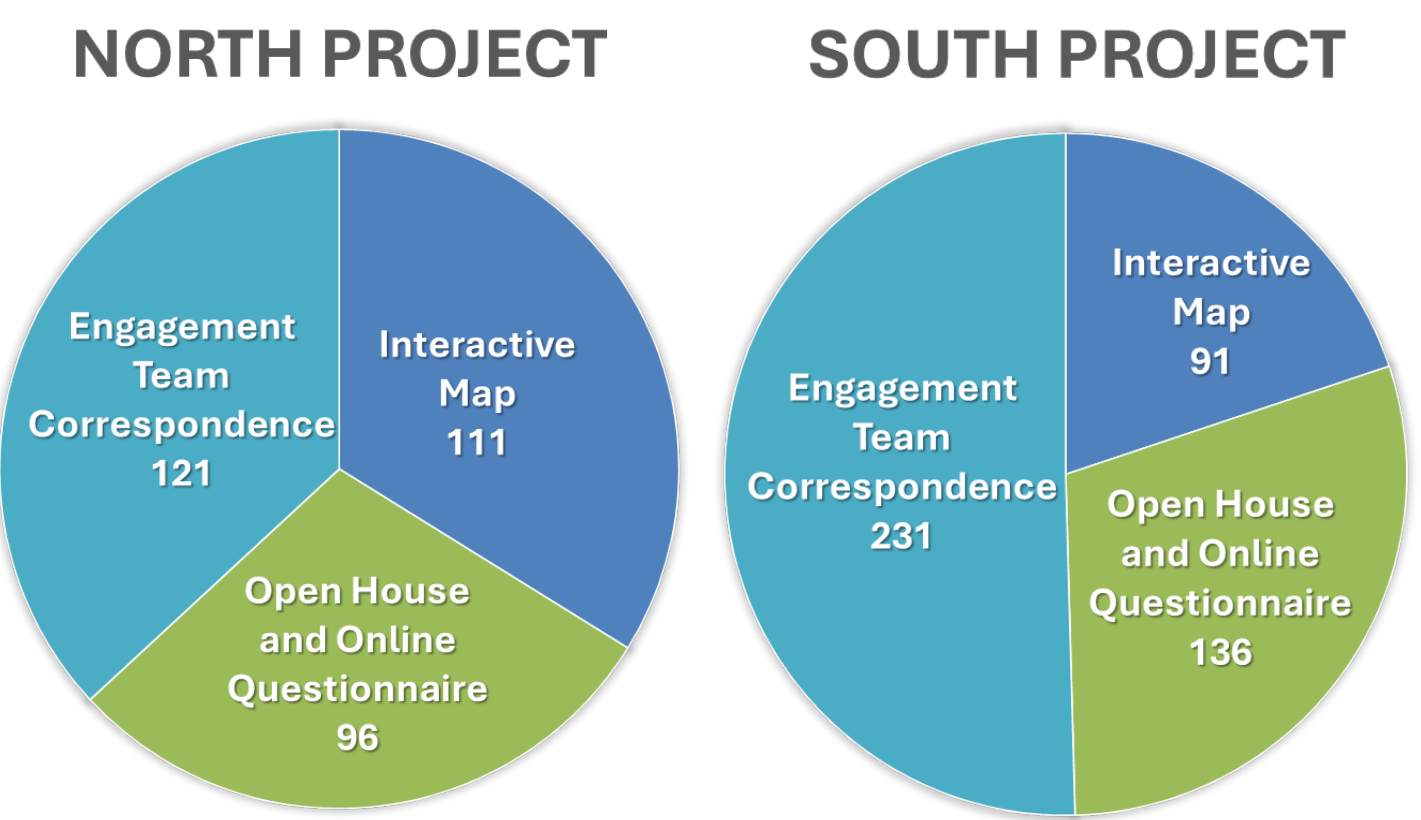 NORTH PROJECT
Engagement
Team
Correspondence
121
Interactive
Map
111
Open House
and Online
Questionnaire
96
SOUTH PROJECT
Engagement
Team
Correspondence
231
Interactive
Map
91
Open House
and Online
Questionnaire
136